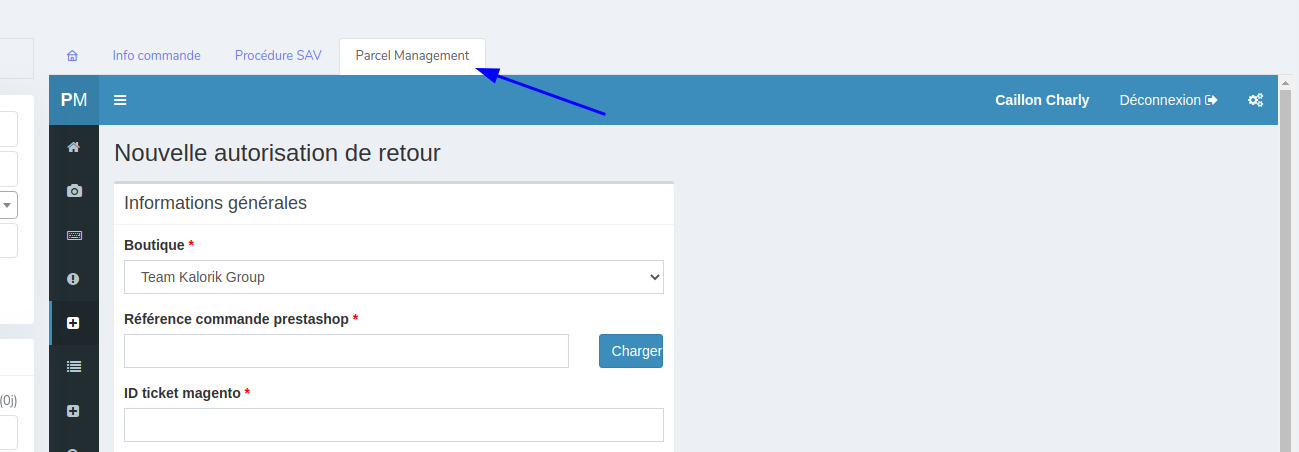 Info commande
Procédure SAV
Parcel Management
PM
Caillon Charly
Déconnexion
Nouvelle autorisation de retour
Informations générales
Boutique *
Team Kalorik Group
Référence commande prestashop *
Charger
ID ticket magento *
(0j)